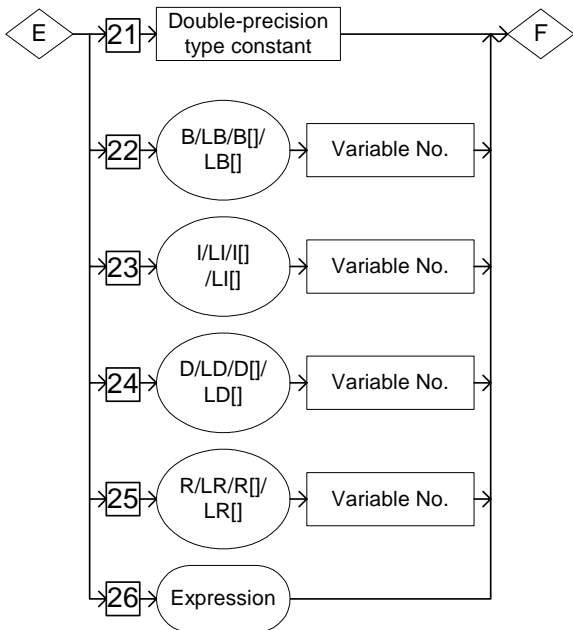 E
21
Double-precision
type constant
F
22
B/LB/B[]/
LB[]
Variable No.
23
I/LI/I[]
/LI[]
Variable No.
24
D/LD/D[]/
LD[]
Variable No.
25
R/LR/R[]/
LR[]
Variable No.
26
Expression